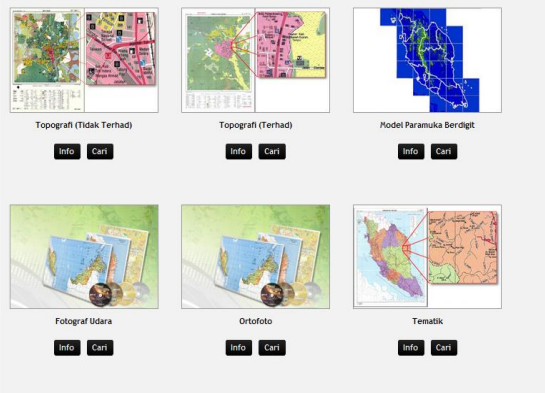 Topografi (Tidak Terhad)
Topografi (Terhad)
Model Paramuka Berdigit
Info Cari
Info Cari
Info Cari
Fotograf Udara
Ortofoto
Tematik
Info Cari
Info Cari
Info Cari